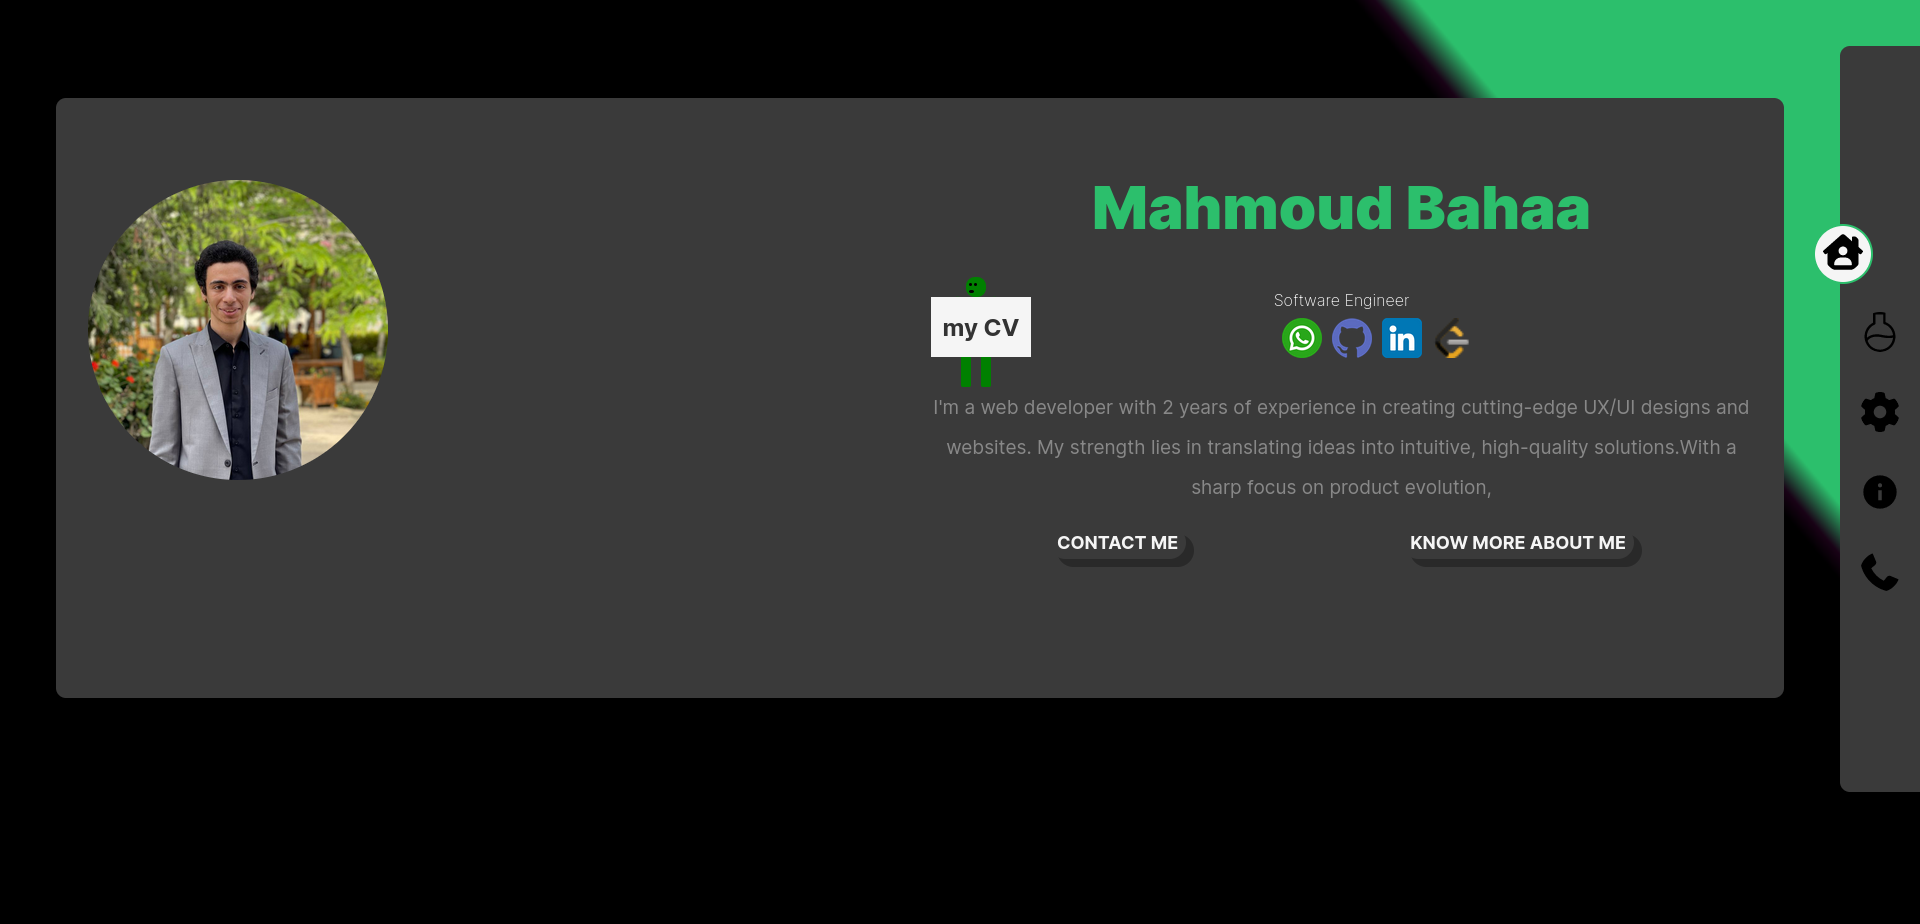 Mahmoud Bahaa
my CV
Software Engineer
in
I'm a web developer with 2 years of experience in creating cutting-edge UX/UI designs and
websites. My strength lies in translating ideas into intuitive, high-quality solutions.With a
sharp focus on product evolution,
CONTACT ME
KNOW MORE ABOUT ME